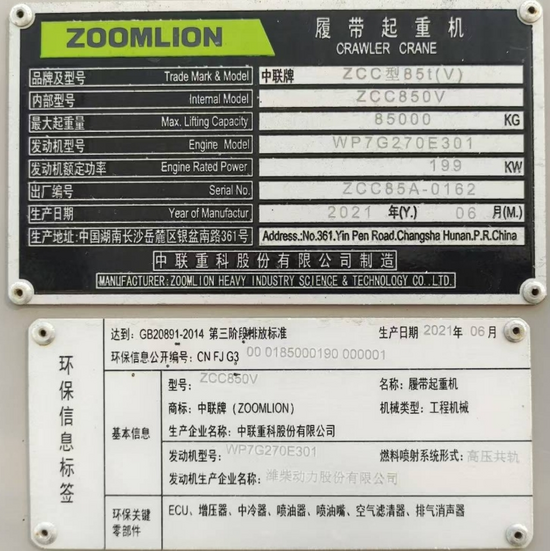 ZOOMLION
履带起重机
CRAWLER CRANE
品牌及型号 Trade Mark & Model 中联牌 ZCC型85t(V)
内部型号 Internal Model ZCC850V
最大起重量 Max. Lifting Capacity 85000 KG
发动机型号 Engine Model WP7G270E301
发动机额定功率 Engine Rated Power 199 KW
出厂编号 Serial No. ZCC85A-0162
生产日期 Year of Manufactur 2021 年(Y.) 06 月(M.)
生产地址:中国湖南长沙岳麓区银盆南路361号 Address.:No.361.Yin Pen Road.Changsha Hunan.P.R.China
中联重科股份有限公司制造
MANUFACTURER:ZOOMLION HEAVY INDUSTRY SCIENCE & TECHNOLOGY CO.,LTD.
环保信息标签
达到: GB20891-2014 第三阶段排放标准 生产日期 2021年 06月
环保信息公开编号: CN FJ G3 00 0185000190 000001
基本信息
型号: ZCC850V 名称: 履带起重机
商标: 中联牌 (ZOOMLION) 机械类型: 工程机械
生产企业名称: 中联重科股份有限公司
发动机型号: WP7G270E301 燃料喷射系统形式: 高压共轨
发动机生产企业名称: 潍柴动力股份有限公司
环保关键零部件
ECU、增压器、中冷器、喷油器、喷油嘴、空气滤清器、排气消声器